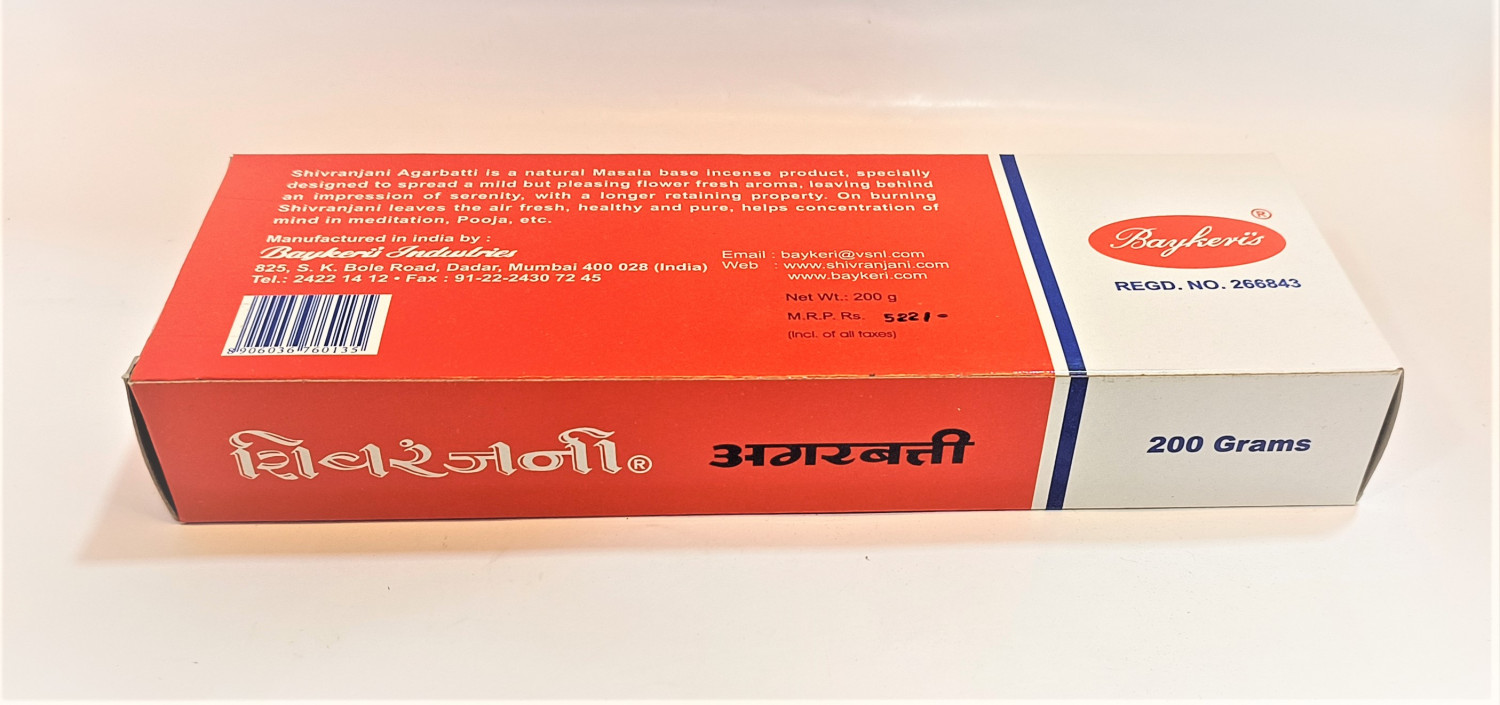 Shivranjani Agarbatti is a natural Masala base incense product, specially
designed to spread a mild but pleasing flower fresh aroma, leaving behind
an impression of serenity, with a longer retaining property. On burning
Shivranjani leaves the air fresh, healthy and pure, helps concentration of
mind in meditation, Pooja, etc.
Manufactured in india by :
Baykeri's Industries
825, S. K. Bole Road, Dadar, Mumbai 400 028 (India)
Tel.: 2422 14 12 • Fax : 91-22-2430 72 45
Email : baykeri@vsnl.com
Web : www.shivranjani.com
www.baykeri.com
Net Wt.: 200 g
M.R.P. Rs. 522/-
(Incl. of all taxes)
8906036760135
Baykeri's ®
REGD. NO. 266843
શિવરંજની® अगरबत्ती
200 Grams